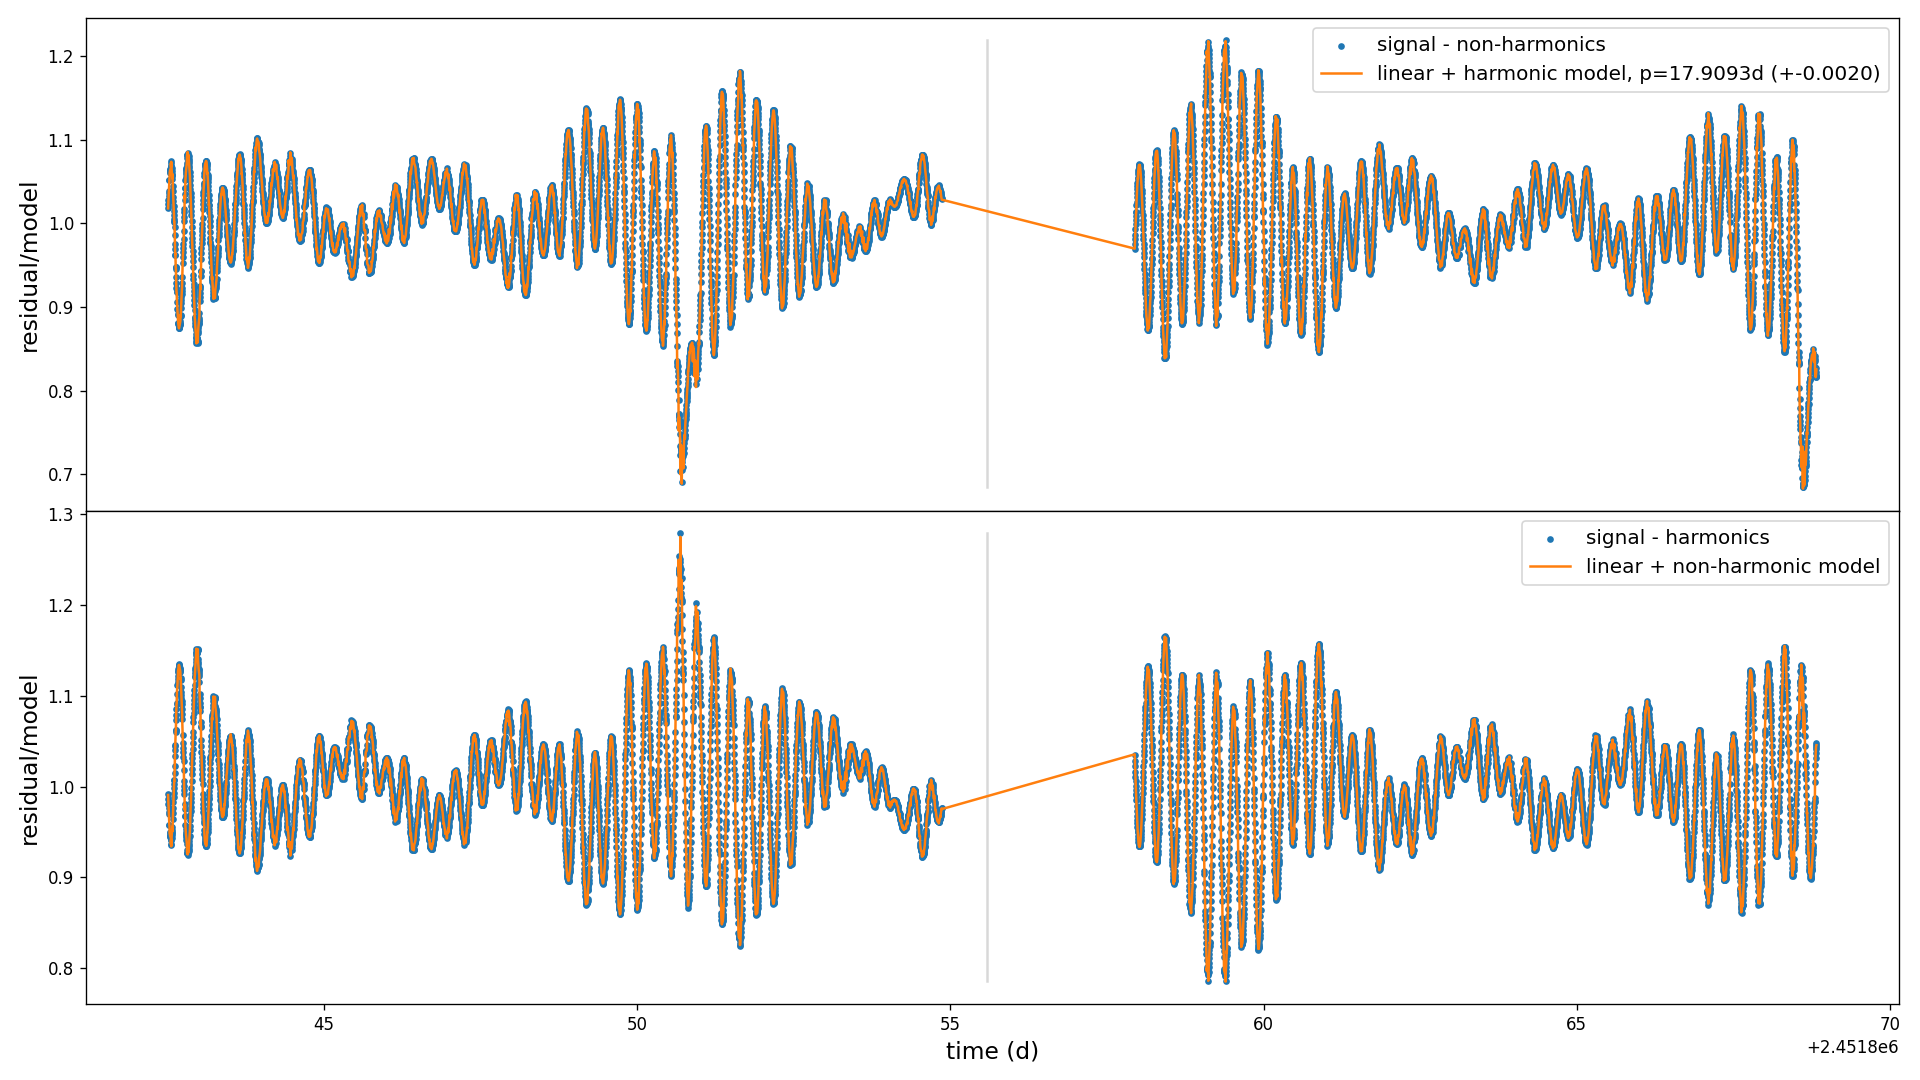 signal - non-harmonics
linear + harmonic model, p=17.9093d (+-0.0020)
residual/model
1.2
1.1
1.0
0.9
0.8
0.7
signal - harmonics
linear + non-harmonic model
residual/model
1.3
1.2
1.1
1.0
0.9
0.8
45
50
55
60
65
70
time (d)
+2.4518e6